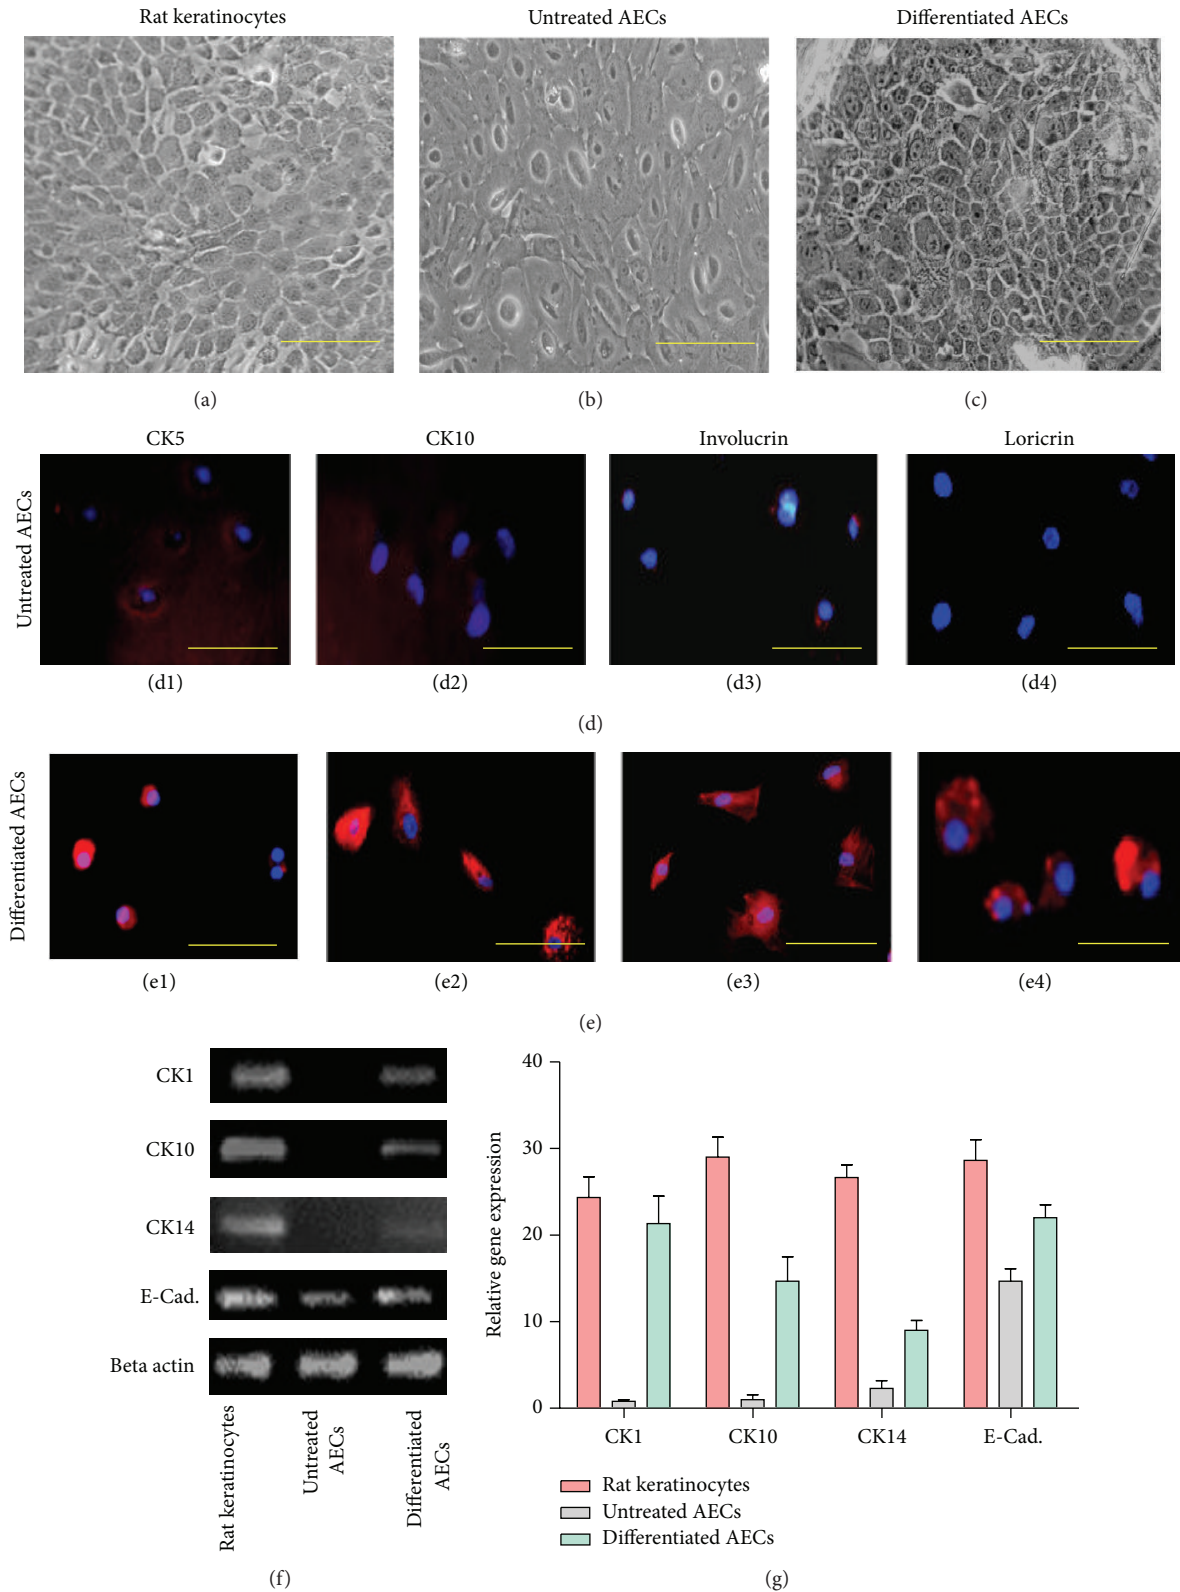 Rat keratinocytes
Untreated AECs
Differentiated AECs
(a)
(b)
(c)
CK5
CK10
Involucrin
Loricrin
Untreated AECs
(d1)
(d2)
(d3)
(d4)
(d)
Differentiated AECs
(e1)
(e2)
(e3)
(e4)
(e)
CK1
CK10
CK14
E-Cad.
Beta actin
Rat keratinocytes
Untreated
AECs
Differentiated
AECs
(f)
40
30
20
10
0
Relative gene expression
CK1
CK10
CK14
E-Cad.
Rat keratinocytes
Untreated AECs
Differentiated AECs
(g)